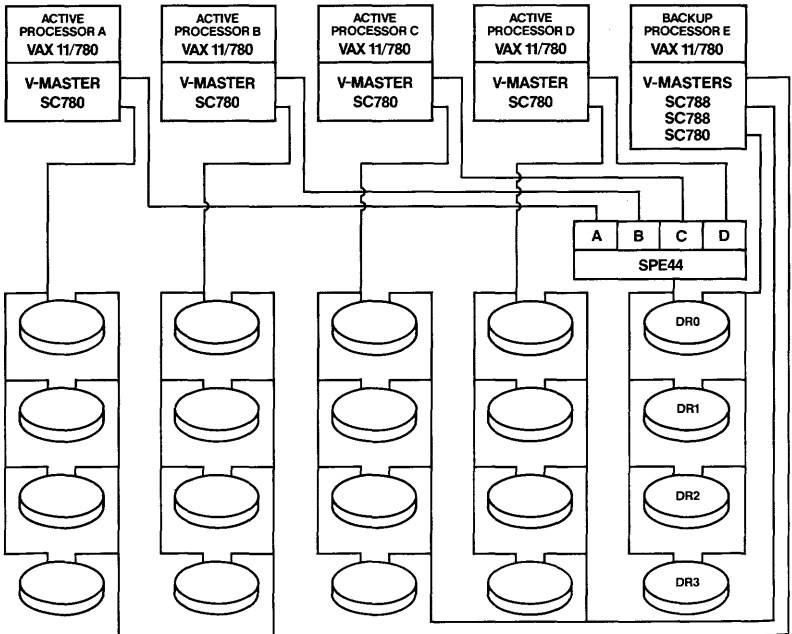 ACTIVE
PROCESSOR A
VAX 11/780
V-MASTER
SC780
ACTIVE
PROCESSOR B
VAX 11/780
V-MASTER
SC780
ACTIVE
PROCESSOR C
VAX 11/780
V-MASTER
SC780
ACTIVE
PROCESSOR D
VAX 11/780
V-MASTER
SC780
BACKUP
PROCESSOR E
VAX 11/780
V-MASTERS
SC788
SC788
SC780
A B C D
SPE44
DR0
DR1
DR2
DR3